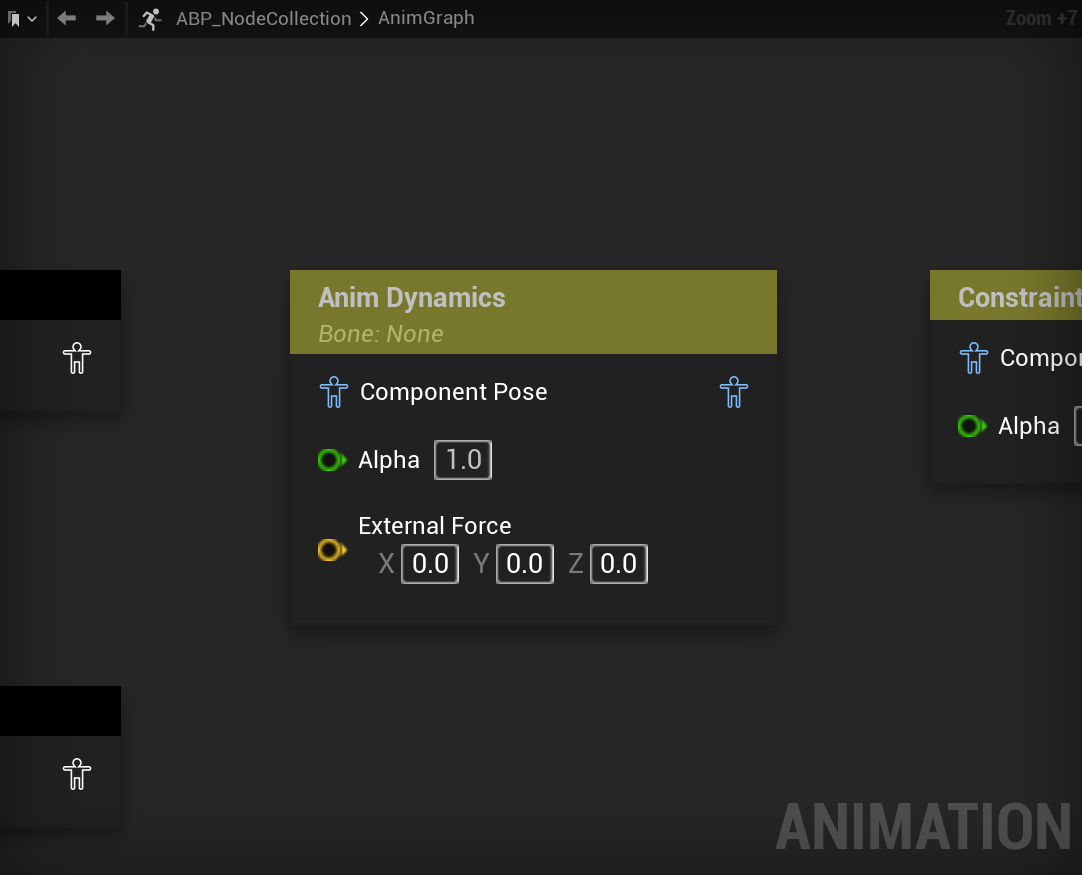 ABP_NodeCollection > AnimGraph
Zoom +7
Anim Dynamics
Bone: None
Component Pose
Alpha 1.0
External Force
X 0.0 Y 0.0 Z 0.0
Constraint
Compo
Alpha
ANIMATION